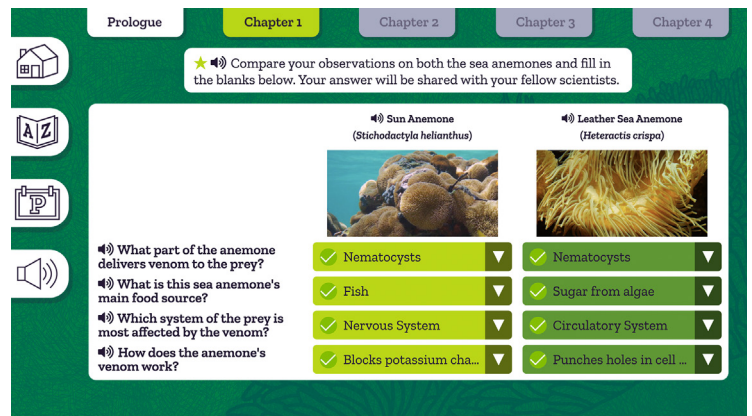 Prologue
Chapter 1
Chapter 2
Chapter 3
Chapter 4
Compare your observations on both the sea anemones and fill in
the blanks below. Your answer will be shared with your fellow scientists.
A Z
P
Sun Anemone
(Stichodactyla helianthus)
Leather Sea Anemone
(Heteractis crispa)
What part of the anemone
delivers venom to the prey?
Nematocysts
Nematocysts
What is this sea anemone's
main food source?
Fish
Sugar from algae
Which system of the prey is
most affected by the venom?
Nervous System
Circulatory System
How does the anemone's
venom work?
Blocks potassium cha...
Punches holes in cell ...